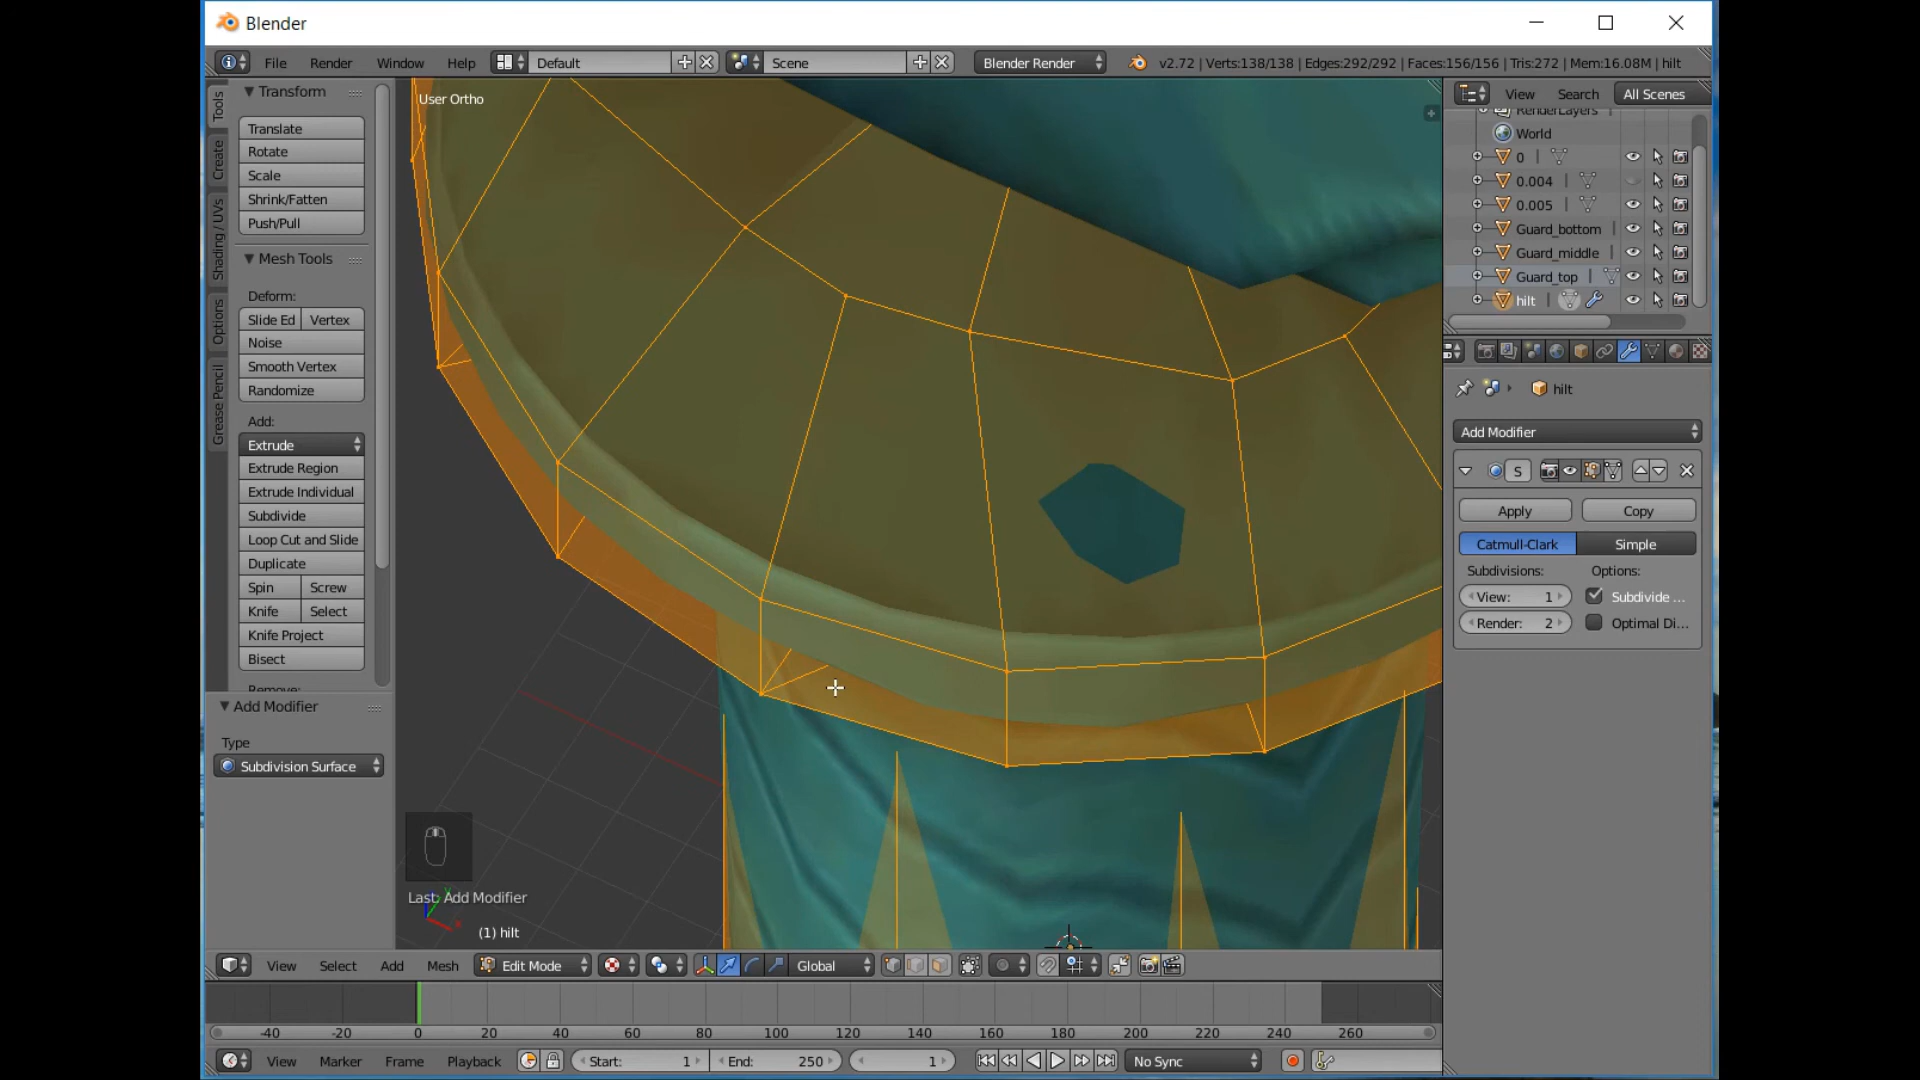 Blender
File Render Window Help Default Scene Blender Render v2.72 | Verts:138/138 | Edges:292/292 | Faces:156/156 | Tris:272 | Mem:16.08M | hilt
Tools
Create
Shading / UVs
Options
Grease Pencil
Transform
Translate
Rotate
Scale
Shrink/Fatten
Push/Pull
Mesh Tools
Deform:
Slide Ed Vertex
Noise
Smooth Vertex
Randomize
Add:
Extrude
Extrude Region
Extrude Individual
Subdivide
Loop Cut and Slide
Duplicate
Spin Screw
Knife Select
Knife Project
Bisect
Remove:
Add Modifier
Type
Subdivision Surface
User Ortho
Last: Add Modifier
(1) hilt
View Select Add Mesh Edit Mode Global
-40 -20 0 20 40 60 80 100 120 140 160 180 200 220 240 260
View Marker Frame Playback Start: 1 End: 250 1 No Sync
View Search All Scenes
RenderLayers
World
0
0.004
0.005
Guard_bottom
Guard_middle
Guard_top
hilt
hilt
Add Modifier
S
Apply Copy
Catmull-Clark Simple
Subdivisions: Options:
View: 1 Subdivide ...
Render: 2 Optimal Di...